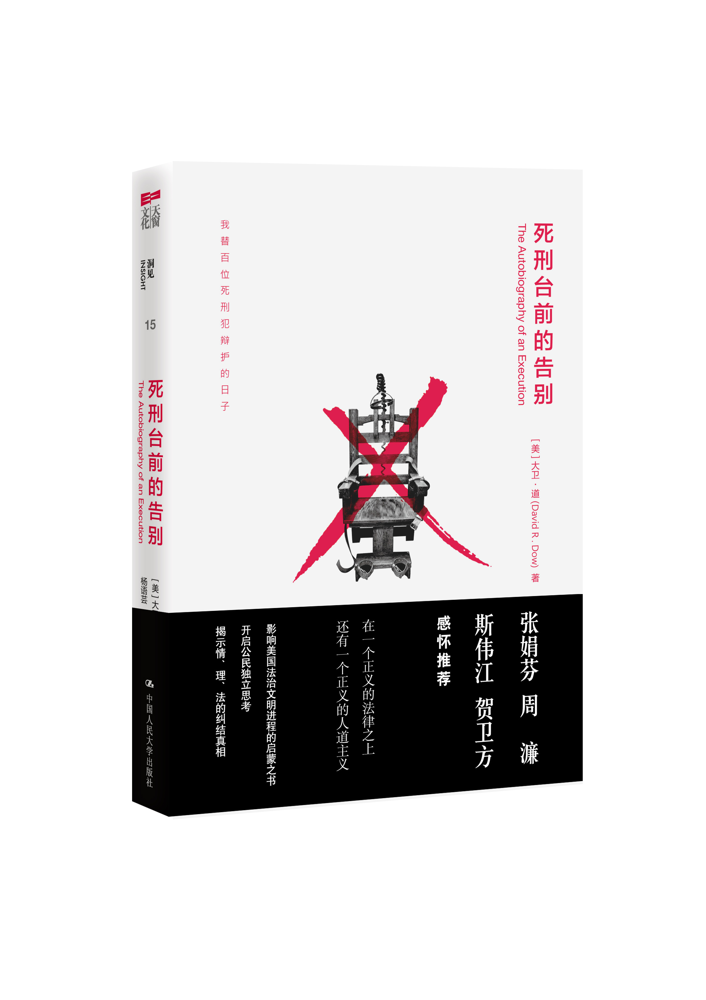 死刑台前的告别
The Autobiography of an Execution
[美]大卫·道(David R. Dow) 著
我替百位死刑犯辩护的日子
张娟芬 周 濂
斯伟江 贺卫方
感怀推荐
在一个正义的法律之上
还有一个正义的人道主义
影响美国法治文明进程的启蒙之书
开启公民独立思考
揭示情、理、法的纠结真相
天窗
文化
洞见
INSIGHT
15
死刑台前的告别
The Autobiography of an Execution
[美]大
杨语芸
中国人民大学出版社